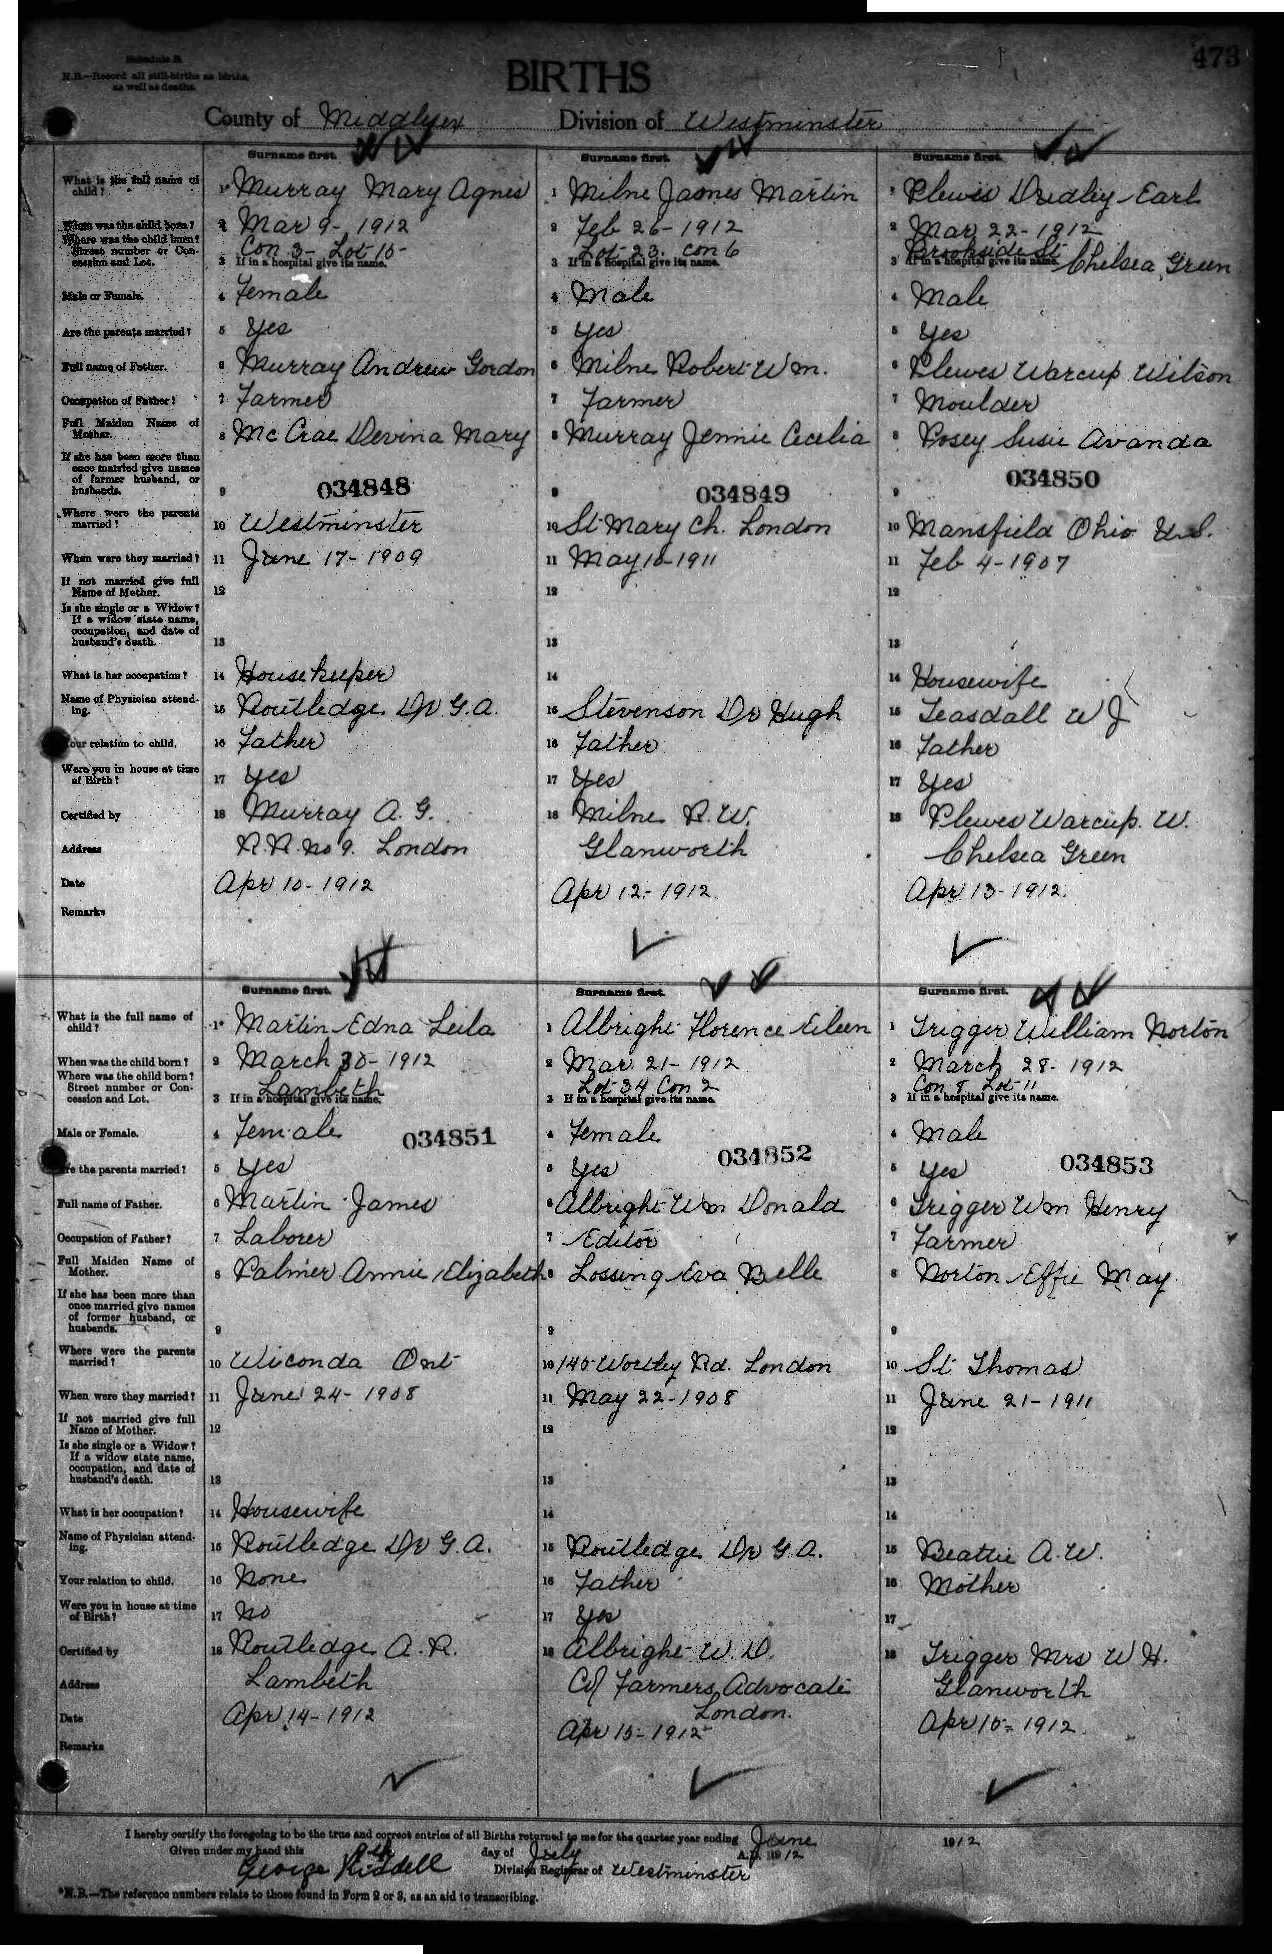 473
Schedule B.
N.B.—Record all still-births as births, as well as deaths.
BIRTHS
County of Middlesex Division of Westminster
Surname first. Surname first. Surname first.
What is the full name of child? 1* Murray Mary Agnes 1 Milne James Martin 1 Plewes Dudley Earl
When was the child born? 2 Mar 9 - 1912 2 Feb 26 - 1912 2 Mar 22 - 1912
Where was the child born? Street number or Concession and Lot. Con 3 - Lot 15 - Lot 23. Con 6 Brookside St
3 If in a hospital give its name. 3 If in a hospital give its name. 3 If in a hospital give its name. Chelsea Green
Male or Female. 4 Female 4 Male 4 Male
Are the parents married? 5 Yes 5 Yes 5 Yes
Full name of Father. 6 Murray Andrew Gordon 6 Milne Robert Wm. 6 Plewes Warcup Wilson
Occupation of Father? 7 Farmer 7 Farmer 7 Moulder
Full Maiden Name of Mother. 8 Mc Crae Devina Mary 8 Murray Jennie Cecelia 8 Posey Susie Avanda
If she has been more than once married give names of former husband, or husbands. 9 034848 9 034849 9 034850
Where were the parents married? 10 Westminster 10 St Mary Ch. London 10 Mansfield Ohio U.S.
When were they married? 11 June 17 - 1909 11 May 10 - 1911 11 Feb 4 - 1907
If not married give full Name of Mother. 12 12 12
Is she single or a Widow? If a widow state name, occupation, and date of husband's death. 13 13 13
What is her occupation? 14 Housekeeper 14 14 Housewife
Name of Physician attending. 15 Routledge Dr G.A. 15 Stevenson Dr Hugh 15 Teasdall W J
Your relation to child. 16 Father 16 Father 16 Father
Were you in house at time of Birth? 17 Yes 17 Yes 17 Yes
Certified by 18 Murray A. G. 18 Milne R. W. 18 Plewes Warcup. W.
Address R.R. No 9. London Glanworth Chelsea Green
Date Apr 10 - 1912 Apr 12 - 1912 Apr 13 - 1912.
Remarks
Surname first. Surname first. Surname first.
What is the full name of child? 1* Martin Edna Leila 1 Albright Florence Eileen 1 Trigger William Norton
When was the child born? 2 March 30 - 1912 2 Mar 21 - 1912 2 March 28 - 1912
Where was the child born? Street number or Concession and Lot. Lambeth Lot 34 Con 2 Con 8 Lot 11
3 If in a hospital give its name. 3 If in a hospital give its name. 3 If in a hospital give its name.
Male or Female. 4 Female 034851 4 Female 4 Male
Are the parents married? 5 Yes 5 Yes 034852 5 Yes 034853
Full name of Father. 6 Martin James 6 Albright Wm Donald 6 Trigger Wm Henry
Occupation of Father? 7 Laborer 7 Editor 7 Farmer
Full Maiden Name of Mother. 8 Palmer Annie Elizabeth 8 Lossing Eva Belle 8 Norton Effie May
If she has been more than once married give names of former husband, or husbands. 9 9 9
Where were the parents married? 10 Wiconda Ont 10 140 Wortley Rd. London 10 St Thomas
When were they married? 11 June 24 - 1908 11 May 22 - 1908 11 June 21 - 1911
If not married give full Name of Mother. 12 12 12
Is she single or a Widow? If a widow state name, occupation, and date of husband's death. 13 13 13
What is her occupation? 14 Housewife 14 14
Name of Physician attending. 15 Routledge Dr G.A. 15 Routledge Dr G.A. 15 Beattie A.W.
Your relation to child. 16 None 16 Father 16 Mother
Were you in house at time of Birth? 17 No 17 Yes 17
Certified by 18 Routledge A. R. 18 Albright W. D. 18 Trigger Mrs W H.
Address Lambeth C/o Farmers Advocate London. Glanworth
Date Apr 14 - 1912 Apr 15 - 1912 Apr 15 - 1912
Remarks
I hereby certify the foregoing to be the true and correct entries of all Births returned to me for the quarter year ending June 1912
Given under my hand this day of July A.D. 1912
George Riddell Division Registrar of Westminster
*N.B.—The reference numbers relate to those found in Form 2 or 3, as an aid to transcribing.